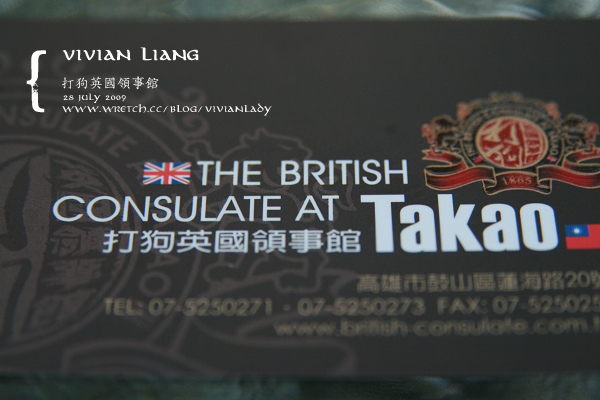 VIVIAN LIANG
打狗英國領事館
28 JULY 2009
WWW.WRETCH.CC/BLOG/VIVIANLADY
1865
THE BRITISH
CONSULATE AT Takao
打狗英國領事館
高雄市鼓山區蓮海路20
TEL: 07-5250271 · 07-5250273 FAX: 07-52502
www.british-consulate.com.t